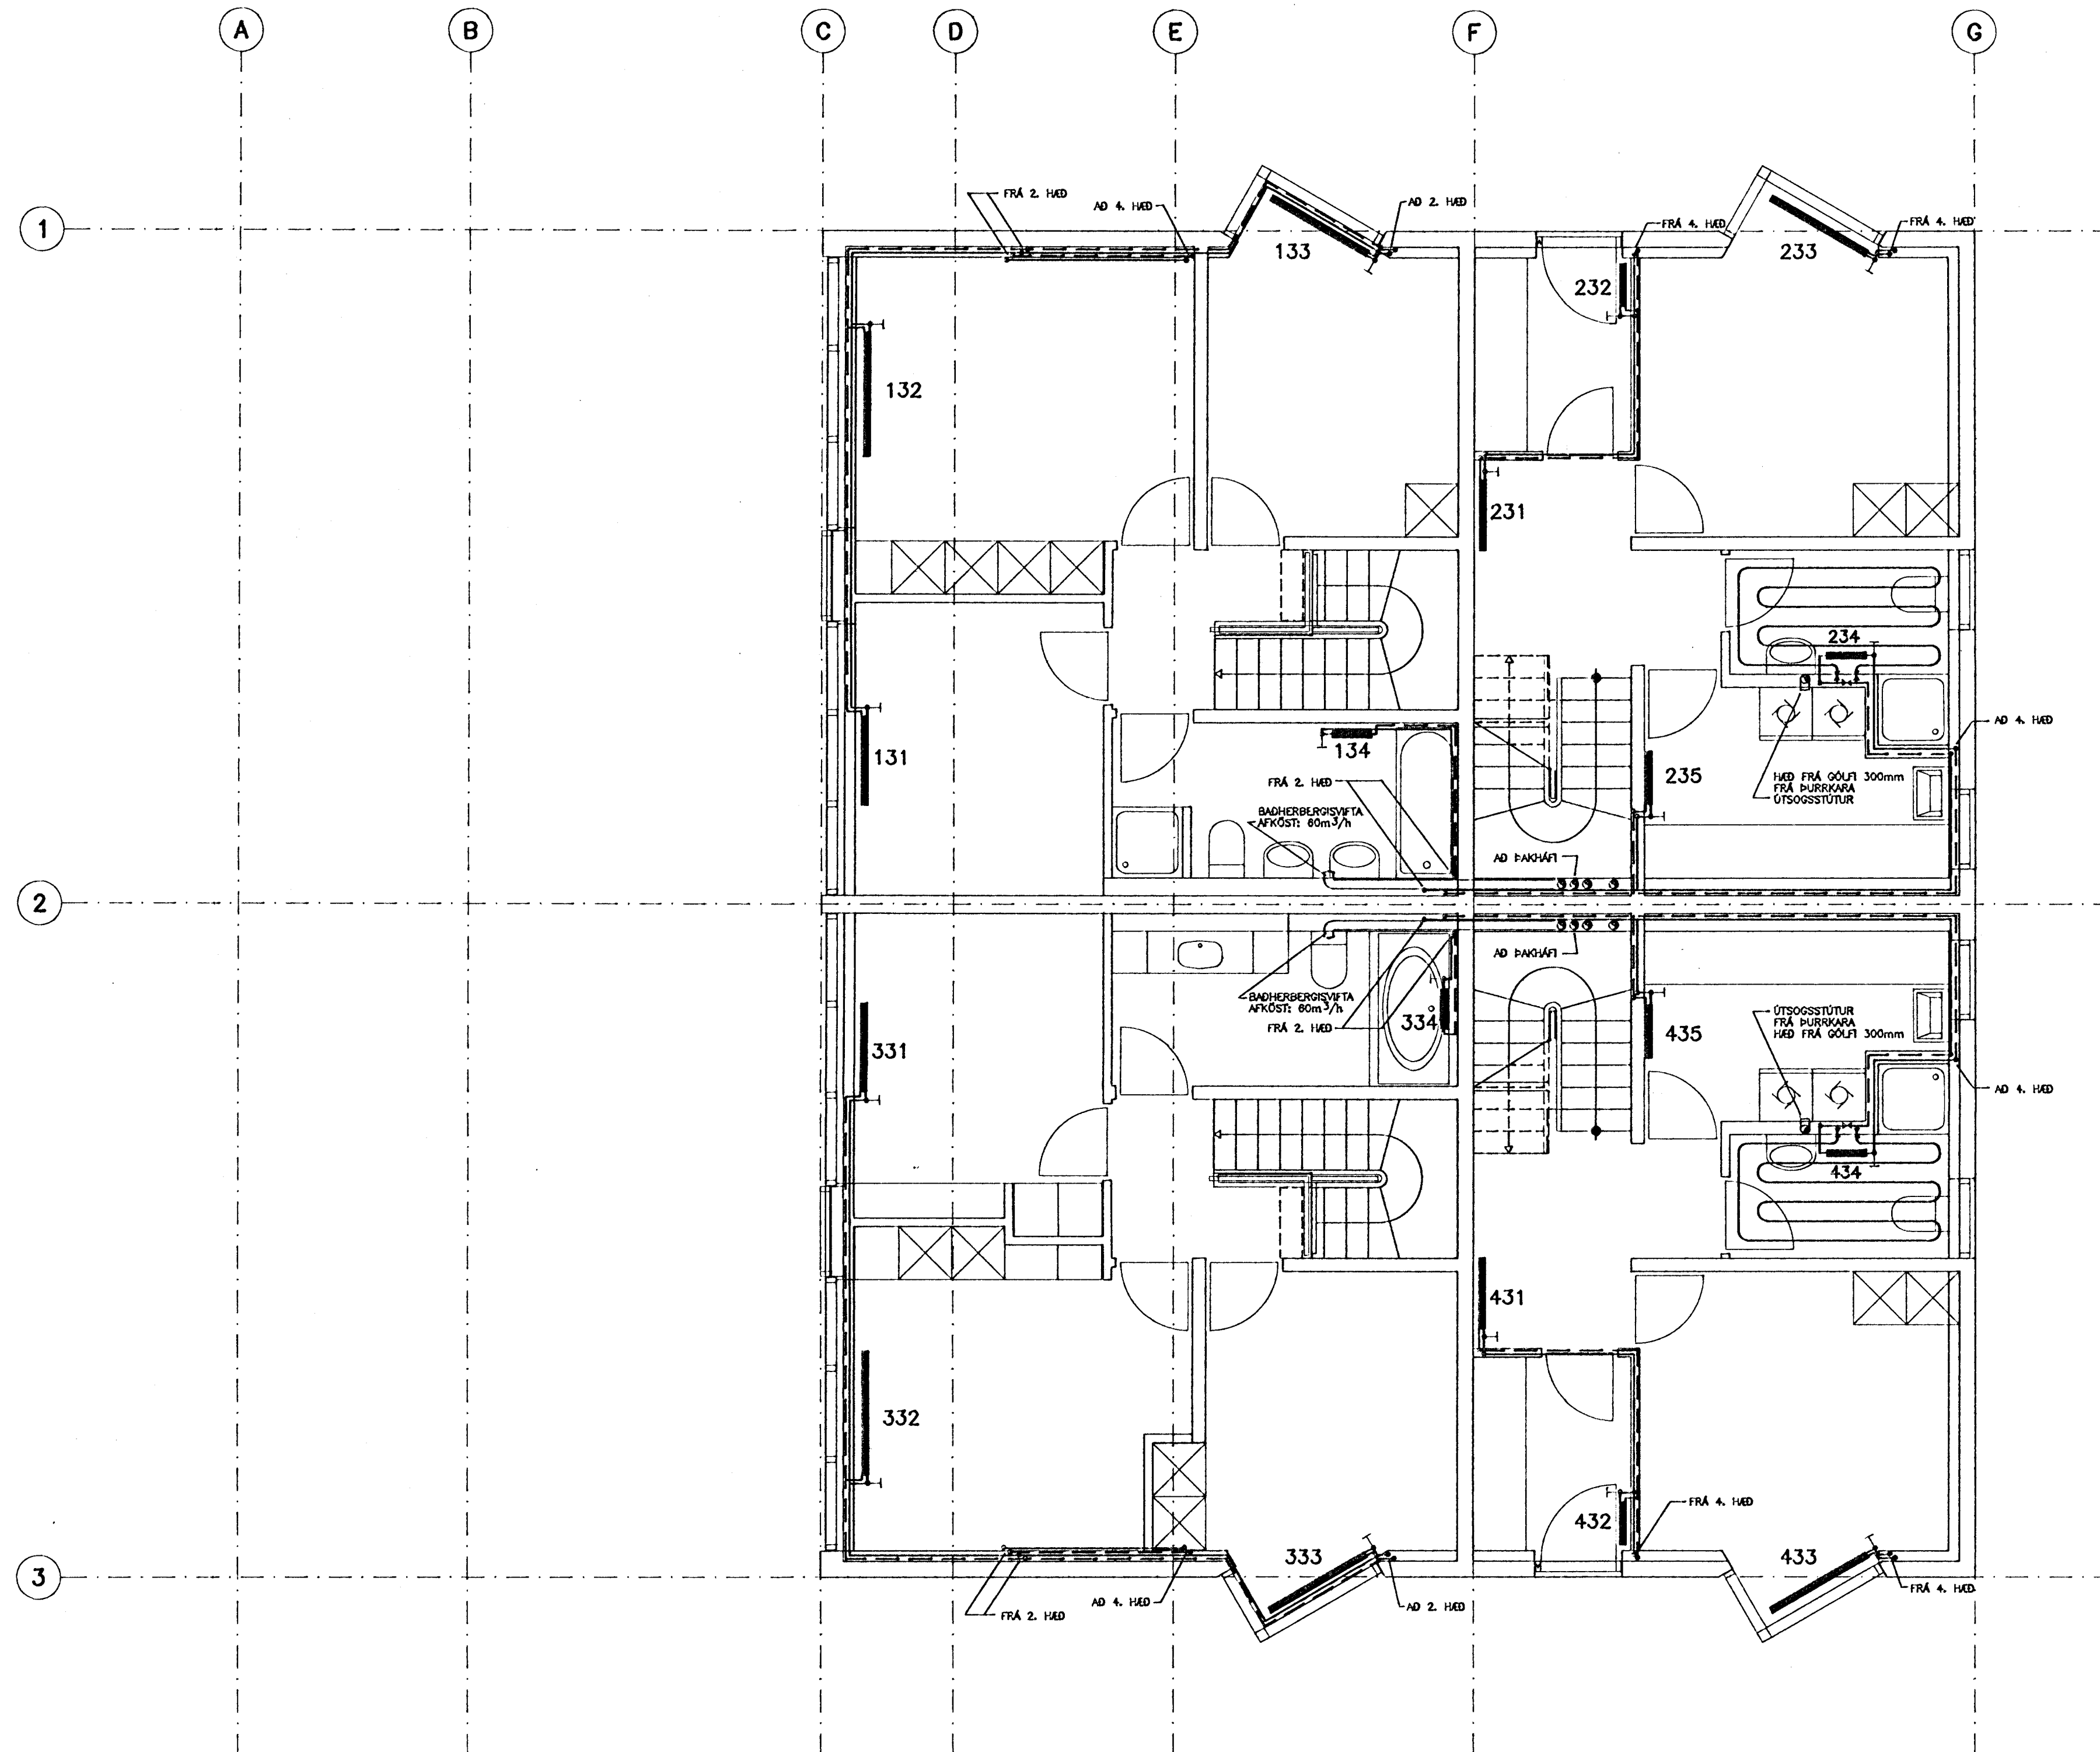 A B C D E F G
FRÁ 2. HÆÐ
AÐ 4. HÆÐ
AÐ 2. HÆÐ
FRÁ 4. HÆÐ
FRÁ 4. HÆÐ
1
133
233
232
132
231
234
AÐ 4. HÆÐ
134
131
235
FRÁ 2. HÆÐ
HÆÐ FRÁ GÓLFI 300mm
FRÁ ÞURRKARA
ÚTSOGSSTÚTUR
BAÐHERBERGISVIFTA
AFKÖST: 60m³/h
AÐ ÞAKHÁFI
2
AÐ ÞAKHÁFI
BAÐHERBERGISVIFTA
AFKÖST: 60m³/h
FRÁ 2. HÆÐ
334
331
435
ÚTSOGSSTÚTUR
FRÁ ÞURRKARA
HÆÐ FRÁ GÓLFI 300mm
AÐ 4. HÆÐ
434
431
332
FRÁ 4. HÆÐ
432
333
433
3
FRÁ 2. HÆÐ
AÐ 4. HÆÐ
AÐ 2. HÆÐ
FRÁ 4. HÆÐ